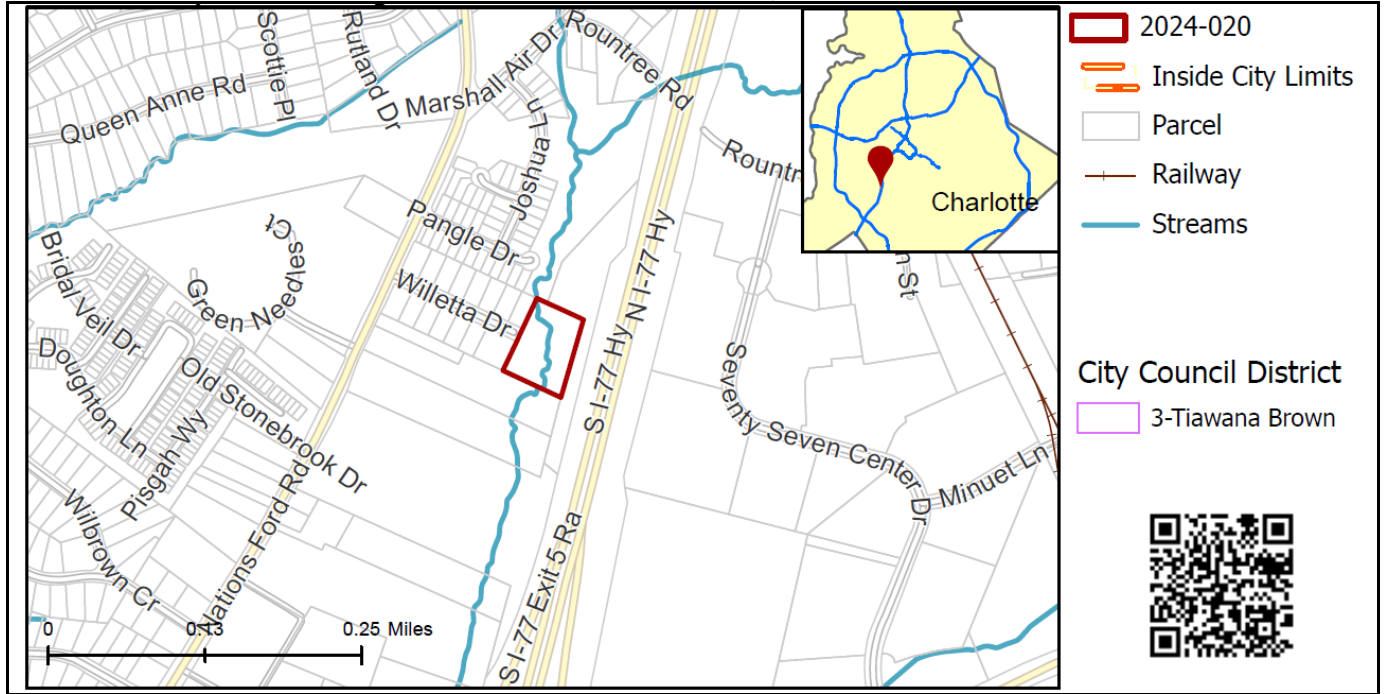 Scottie Pl
Rutland Dr
Marshall Air Dr
Rountree Rd
Queen Anne Rd
Joshua Ln
Pangle Dr
Willetta Dr
Green Needles Ct
Bridal Veil Dr
Doughton Ln
Old Stonebrook Dr
Pisgah Wy
Wilbrown Cr
Nations Ford Rd
S I-77 Hy
N I-77 Hy
S I-77 Exit 5 Ra
Rountr
n St
Seventy Seven Center Dr
Minuet Ln
Charlotte
0
0.13
0.25 Miles
2024-020
Inside City Limits
Parcel
Railway
Streams
City Council District
3-Tiawana Brown